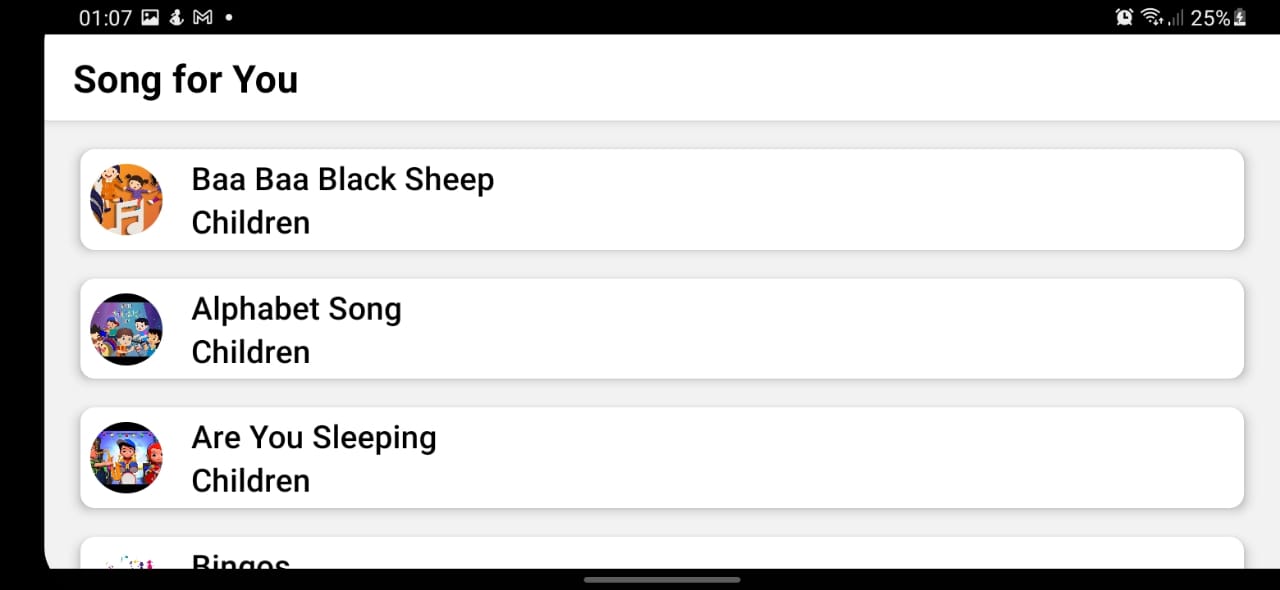 01:07
25%
Song for You
Baa Baa Black Sheep
Children
Alphabet Song
Children
Are You Sleeping
Children
Bingos